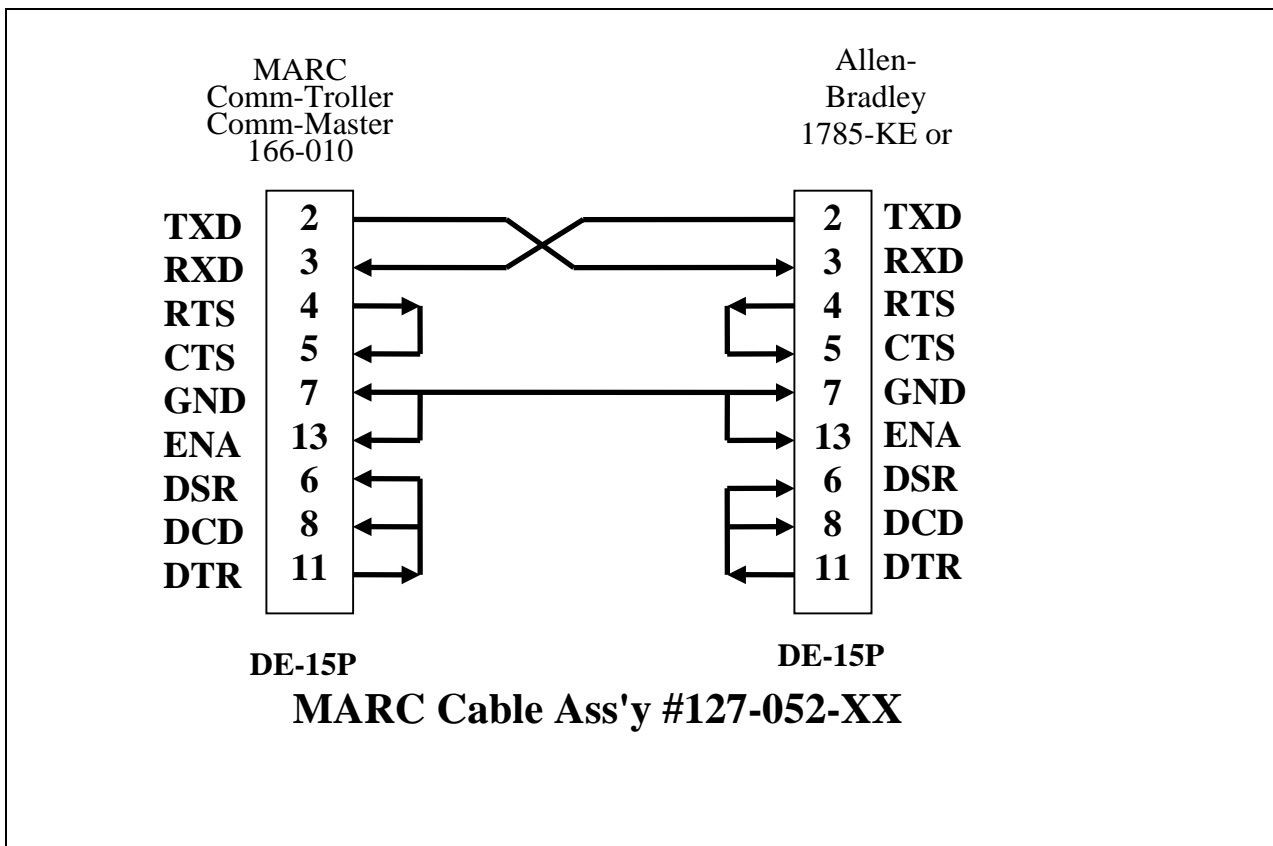 MARC
Comm-Troller
Comm-Master
166-010
Allen-
Bradley
1785-KE or
TXD 2 2 TXD
RXD 3 3 RXD
RTS 4 4 RTS
CTS 5 5 CTS
GND 7 7 GND
ENA 13 13 ENA
DSR 6 6 DSR
DCD 8 8 DCD
DTR 11 11 DTR
DE-15P DE-15P
MARC Cable Ass'y #127-052-XX